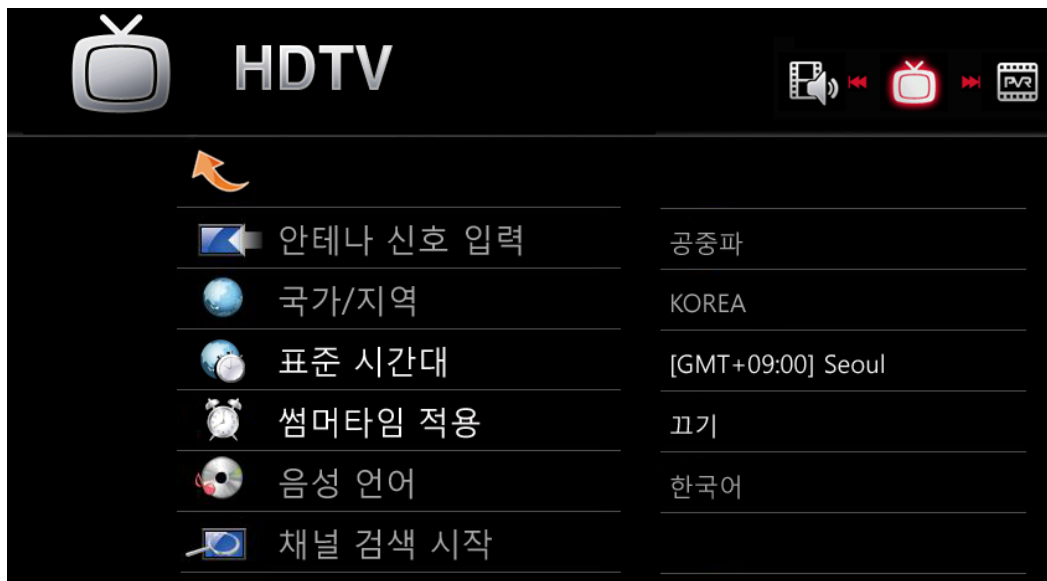 HDTV
PVR
안테나 신호 입력 공중파
국가/지역 KOREA
표준 시간대 [GMT+09:00] Seoul
썸머타임 적용 끄기
음성 언어 한국어
채널 검색 시작